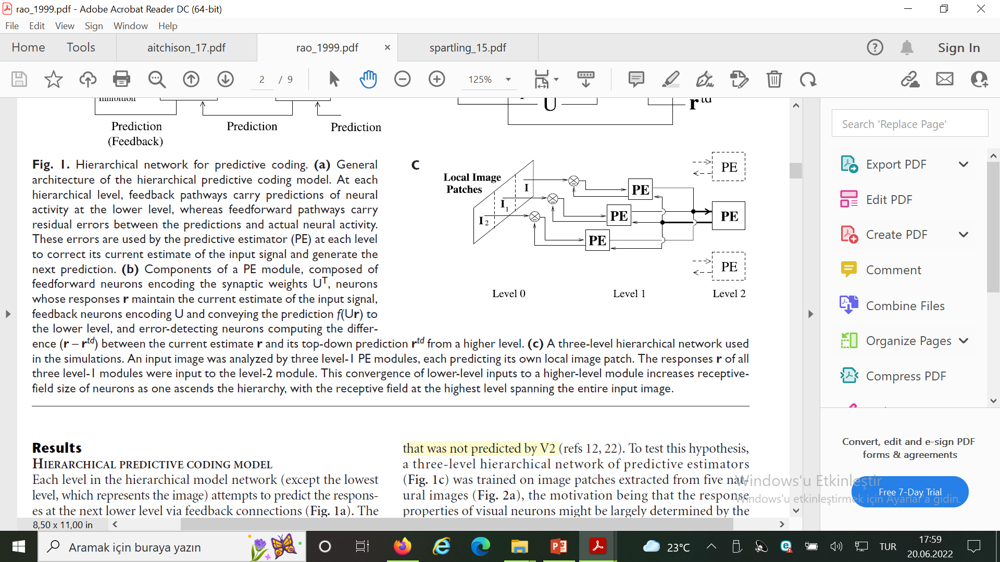 rao_1999.pdf - Adobe Acrobat Reader DC (64-bit)
File Edit View Sign Window Help
Home Tools aitchison_17.pdf rao_1999.pdf × spartling_15.pdf Sign In
2 / 9 125%
Prediction Prediction Prediction
(Feedback)
U r^td
Fig. 1. Hierarchical network for predictive coding. (a) General
architecture of the hierarchical predictive coding model. At each
hierarchical level, feedback pathways carry predictions of neural
activity at the lower level, whereas feedforward pathways carry
residual errors between the predictions and actual neural activity.
These errors are used by the predictive estimator (PE) at each level
to correct its current estimate of the input signal and generate the
next prediction. (b) Components of a PE module, composed of
feedforward neurons encoding the synaptic weights U^T, neurons
whose responses r maintain the current estimate of the input signal,
feedback neurons encoding U and conveying the prediction f(Ur) to
the lower level, and error-detecting neurons computing the differ-
ence (r – r^td) between the current estimate r and its top-down prediction r^td from a higher level. (c) A three-level hierarchical network used
in the simulations. An input image was analyzed by three level-1 PE modules, each predicting its own local image patch. The responses r of all
three level-1 modules were input to the level-2 module. This convergence of lower-level inputs to a higher-level module increases receptive-
field size of neurons as one ascends the hierarchy, with the receptive field at the highest level spanning the entire input image.
C
Local Image
Patches
I
I1
I2
PE
PE
PE
PE
PE
PE
Level 0 Level 1 Level 2
Results
HIERARCHICAL PREDICTIVE CODING MODEL
Each level in the hierarchical model network (except the lowest
level, which represents the image) attempts to predict the respons-
es at the next lower level via feedback connections (Fig. 1a). The
that was not predicted by V2 (refs 12, 22). To test this hypothesis,
a three-level hierarchical network of predictive estimators
(Fig. 1c) was trained on image patches extracted from five nat-
ural images (Fig. 2a), the motivation being that the response
properties of visual neurons might be largely determined by the
8,50 x 11,00 in
Search 'Replace Page'
Export PDF
Edit PDF
Create PDF
Comment
Combine Files
Organize Pages
Compress PDF
Convert, edit and e-sign PDF
forms & agreements
Free 7-Day Trial
Windows'u Etkinleştir
Windows'u etkinleştirmek için Ayarlar'a gidin.
Aramak için buraya yazın
23°C
TUR
17:59
20.06.2022